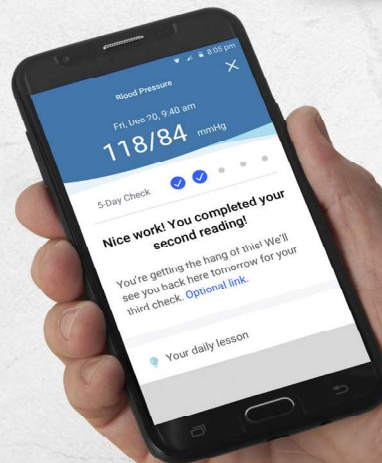 8:05 pm
Blood Pressure
Fri, Dec 20, 9:40 am
118/84 mmHg
5-Day Check
Nice work! You completed your
second reading!
You're getting the hang of this! We'll
see you back here tomorrow for your
third check. Optional link.
Your daily lesson